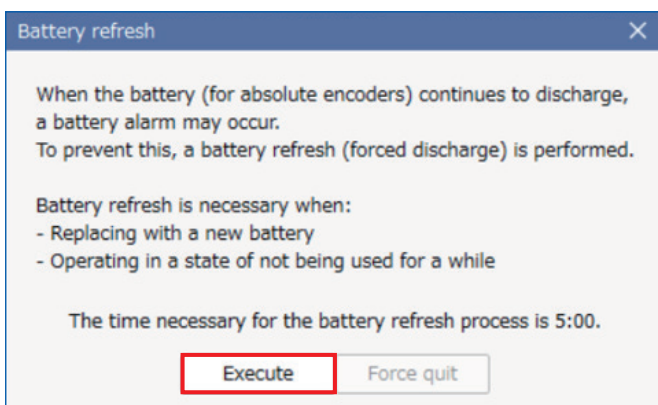 Battery refresh
When the battery (for absolute encoders) continues to discharge,
a battery alarm may occur.
To prevent this, a battery refresh (forced discharge) is performed.
Battery refresh is necessary when:
- Replacing with a new battery
- Operating in a state of not being used for a while
The time necessary for the battery refresh process is 5:00.
Execute
Force quit